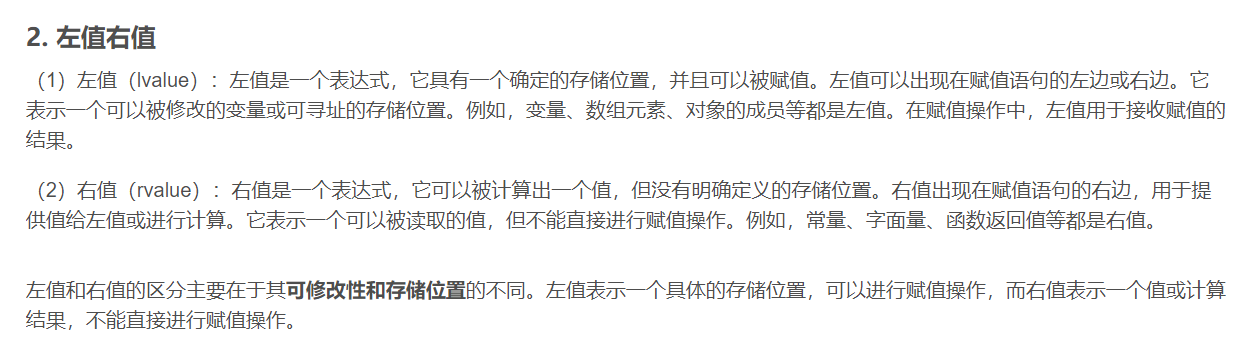 2. 左值右值
（1）左值（lvalue）：左值是一个表达式，它具有一个确定的存储位置，并且可以被赋值。左值可以出现在赋值语句的左边或右边。它
表示一个可以被修改的变量或可寻址的存储位置。例如，变量、数组元素、对象的成员等都是左值。在赋值操作中，左值用于接收赋值的
结果。
（2）右值（rvalue）：右值是一个表达式，它可以被计算出一个值，但没有明确定义的存储位置。右值出现在赋值语句的右边，用于提
供值给左值或进行计算。它表示一个可以被读取的值，但不能直接进行赋值操作。例如，常量、字面量、函数返回值等都是右值。
左值和右值的区分主要在于其可修改性和存储位置的不同。左值表示一个具体的存储位置，可以进行赋值操作，而右值表示一个值或计算
结果，不能直接进行赋值操作。